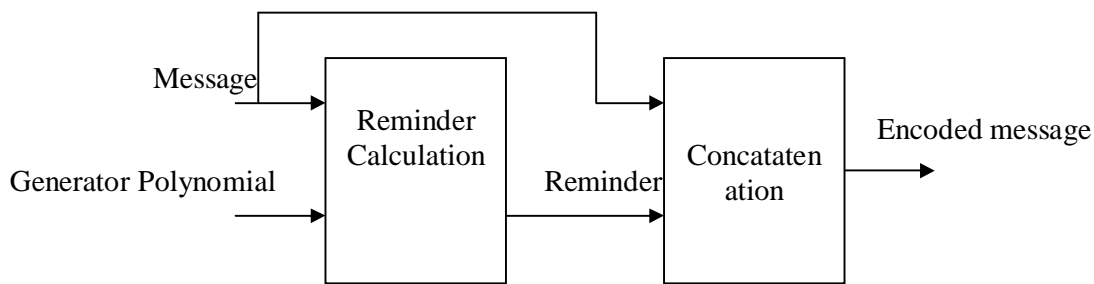 Message
Reminder
Calculation
Generator Polynomial
Reminder
Concataten
ation
Encoded message